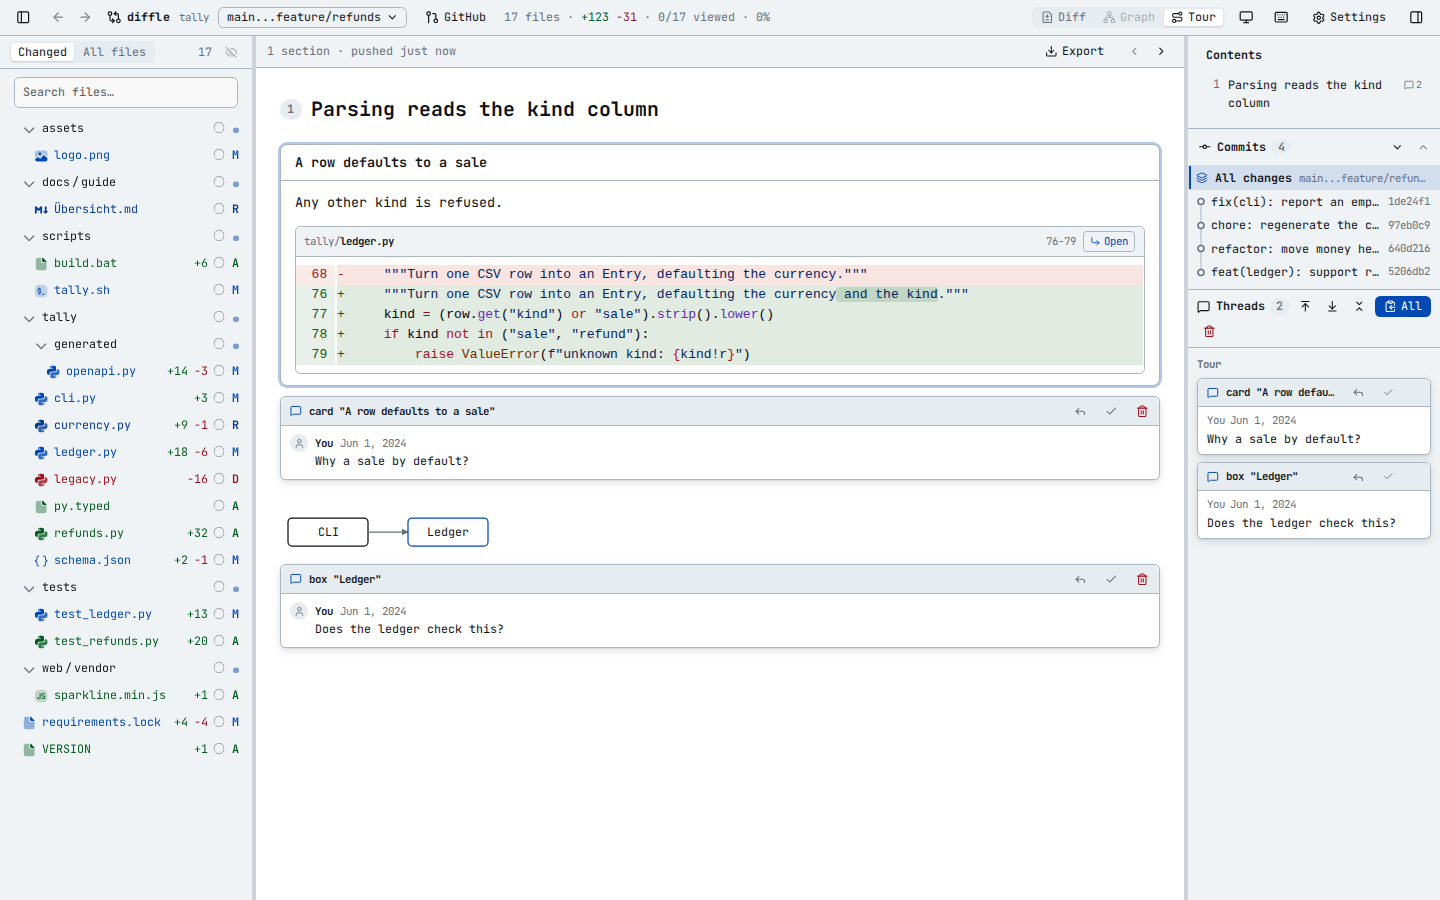 diffle tally main...feature/refunds GitHub 17 files · +123 -31 · 0/17 viewed · 0% Diff Graph Tour Settings
Changed All files 17
Search files…
assets
logo.png M
docs/guide
Übersicht.md R
scripts
build.bat +6 A
tally.sh M
tally
generated
openapi.py +14 -3 M
cli.py +3 M
currency.py +9 -1 R
ledger.py +18 -6 M
legacy.py -16 D
py.typed A
refunds.py +32 A
schema.json +2 -1 M
tests
test_ledger.py +13 M
test_refunds.py +20 A
web/vendor
sparkline.min.js +1 A
requirements.lock +4 -4 M
VERSION +1 A
1 section · pushed just now Export
1 Parsing reads the kind column
A row defaults to a sale
Any other kind is refused.
tally/ledger.py 76-79 Open
68 - """Turn one CSV row into an Entry, defaulting the currency."""
76 + """Turn one CSV row into an Entry, defaulting the currency and the kind."""
77 + kind = (row.get("kind") or "sale").strip().lower()
78 + if kind not in ("sale", "refund"):
79 + raise ValueError(f"unknown kind: {kind!r}")
card "A row defaults to a sale"
You Jun 1, 2024
Why a sale by default?
CLI Ledger
box "Ledger"
You Jun 1, 2024
Does the ledger check this?
Contents
1 Parsing reads the kind column 2
Commits 4
All changes main...feature/refun…
fix(cli): report an emp… 1de24f1
chore: regenerate the c… 97eb0c9
refactor: move money he… 640d216
feat(ledger): support r… 5206db2
Threads 2 All
Tour
card "A row defau…
You Jun 1, 2024
Why a sale by default?
box "Ledger"
You Jun 1, 2024
Does the ledger check this?